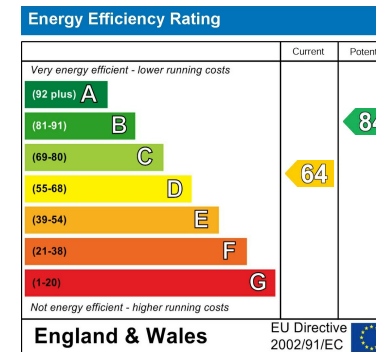 Energy Efficiency Rating
Current Potent
Very energy efficient - lower running costs
(92 plus) A
(81-91) B
84
(69-80) C
64
(55-68) D
(39-54) E
(21-38) F
(1-20) G
Not energy efficient - higher running costs
England & Wales
EU Directive
2002/91/EC